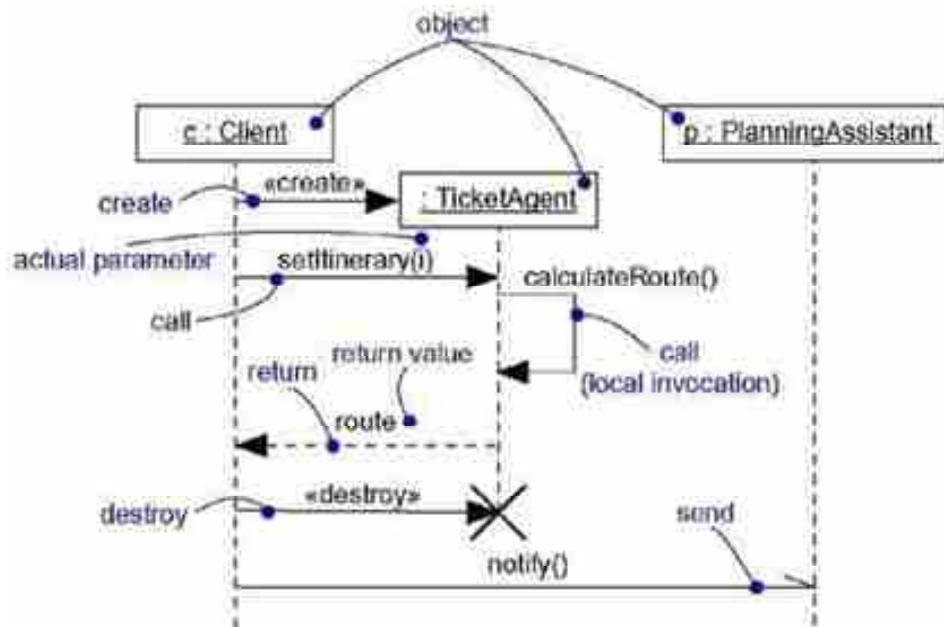 object
c : Client
p : PlanningAssistant
«create»
: TicketAgent
create
actual parameter
setItinerary(i)
calculateRoute()
call
return value
call
(local invocation)
return
route
«destroy»
destroy
send
notify()